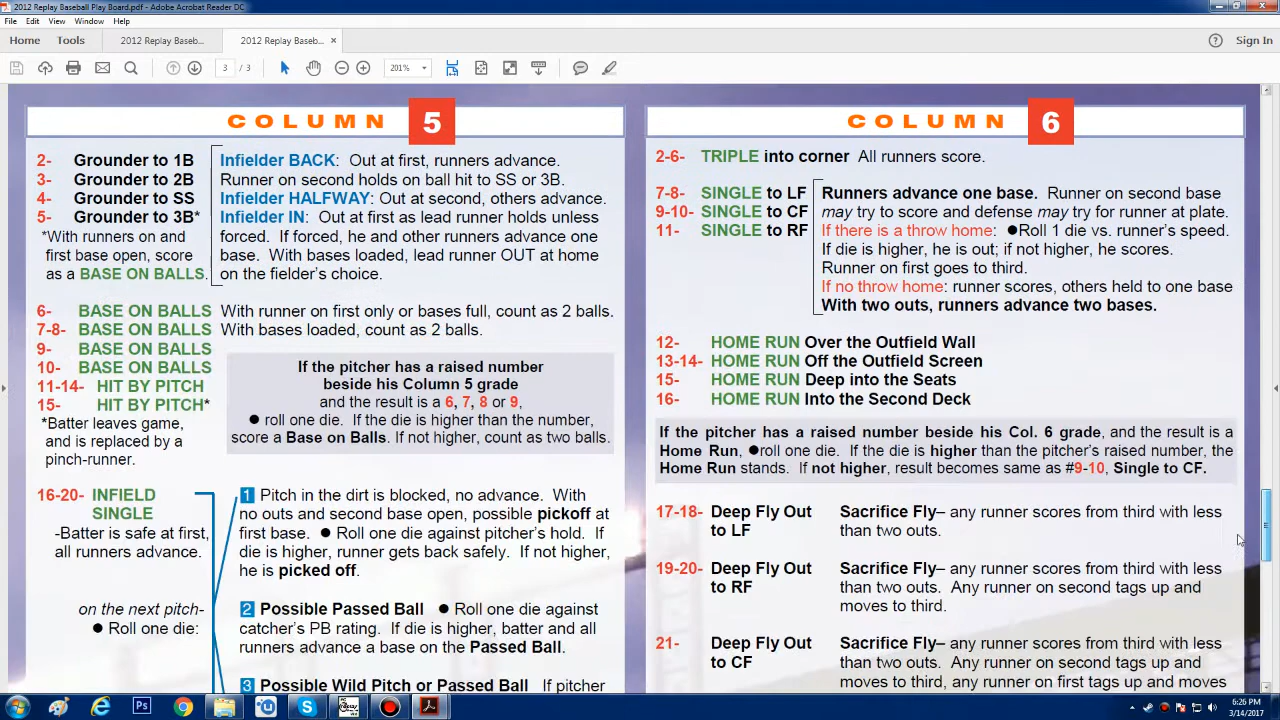 2012 Replay Baseball Play Board.pdf - Adobe Acrobat Reader DC
File Edit View Window Help
Home Tools 2012 Replay Baseb... 2012 Replay Baseb... × Sign In
3 / 3 201%
COLUMN 5
2- Grounder to 1B
3- Grounder to 2B
4- Grounder to SS
5- Grounder to 3B*
*With runners on and
first base open, score
as a BASE ON BALLS.
Infielder BACK: Out at first, runners advance.
Runner on second holds on ball hit to SS or 3B.
Infielder HALFWAY: Out at second, others advance.
Infielder IN: Out at first as lead runner holds unless
forced. If forced, he and other runners advance one
base. With bases loaded, lead runner OUT at home
on the fielder's choice.
6- BASE ON BALLS With runner on first only or bases full, count as 2 balls.
7-8- BASE ON BALLS With bases loaded, count as 2 balls.
9- BASE ON BALLS
10- BASE ON BALLS
11-14- HIT BY PITCH
15- HIT BY PITCH*
*Batter leaves game,
and is replaced by a
pinch-runner.
If the pitcher has a raised number
beside his Column 5 grade
and the result is a 6, 7, 8 or 9,
● roll one die. If the die is higher than the number,
score a Base on Balls. If not higher, count as two balls.
16-20- INFIELD
SINGLE
-Batter is safe at first,
all runners advance.
on the next pitch-
● Roll one die:
1 Pitch in the dirt is blocked, no advance. With
no outs and second base open, possible pickoff at
first base. ● Roll one die against pitcher's hold. If
die is higher, runner gets back safely. If not higher,
he is picked off.
2 Possible Passed Ball ● Roll one die against
catcher's PB rating. If die is higher, batter and all
runners advance a base on the Passed Ball.
3 Possible Wild Pitch or Passed Ball If pitcher
COLUMN 6
2-6- TRIPLE into corner All runners score.
7-8- SINGLE to LF
9-10- SINGLE to CF
11- SINGLE to RF
Runners advance one base. Runner on second base
may try to score and defense may try for runner at plate.
If there is a throw home: ●Roll 1 die vs. runner's speed.
If die is higher, he is out; if not higher, he scores.
Runner on first goes to third.
If no throw home: runner scores, others held to one base
With two outs, runners advance two bases.
12- HOME RUN Over the Outfield Wall
13-14- HOME RUN Off the Outfield Screen
15- HOME RUN Deep into the Seats
16- HOME RUN Into the Second Deck
If the pitcher has a raised number beside his Col. 6 grade, and the result is a
Home Run, ●roll one die. If the die is higher than the pitcher's raised number, the
Home Run stands. If not higher, result becomes same as #9-10, Single to CF.
17-18- Deep Fly Out
to LF
Sacrifice Fly– any runner scores from third with less
than two outs.
19-20- Deep Fly Out
to RF
Sacrifice Fly– any runner scores from third with less
than two outs. Any runner on second tags up and
moves to third.
21- Deep Fly Out
to CF
Sacrifice Fly– any runner scores from third with less
than two outs. Any runner on second tags up and
moves to third, any runner on first tags up and moves
6:26 PM
3/14/2017